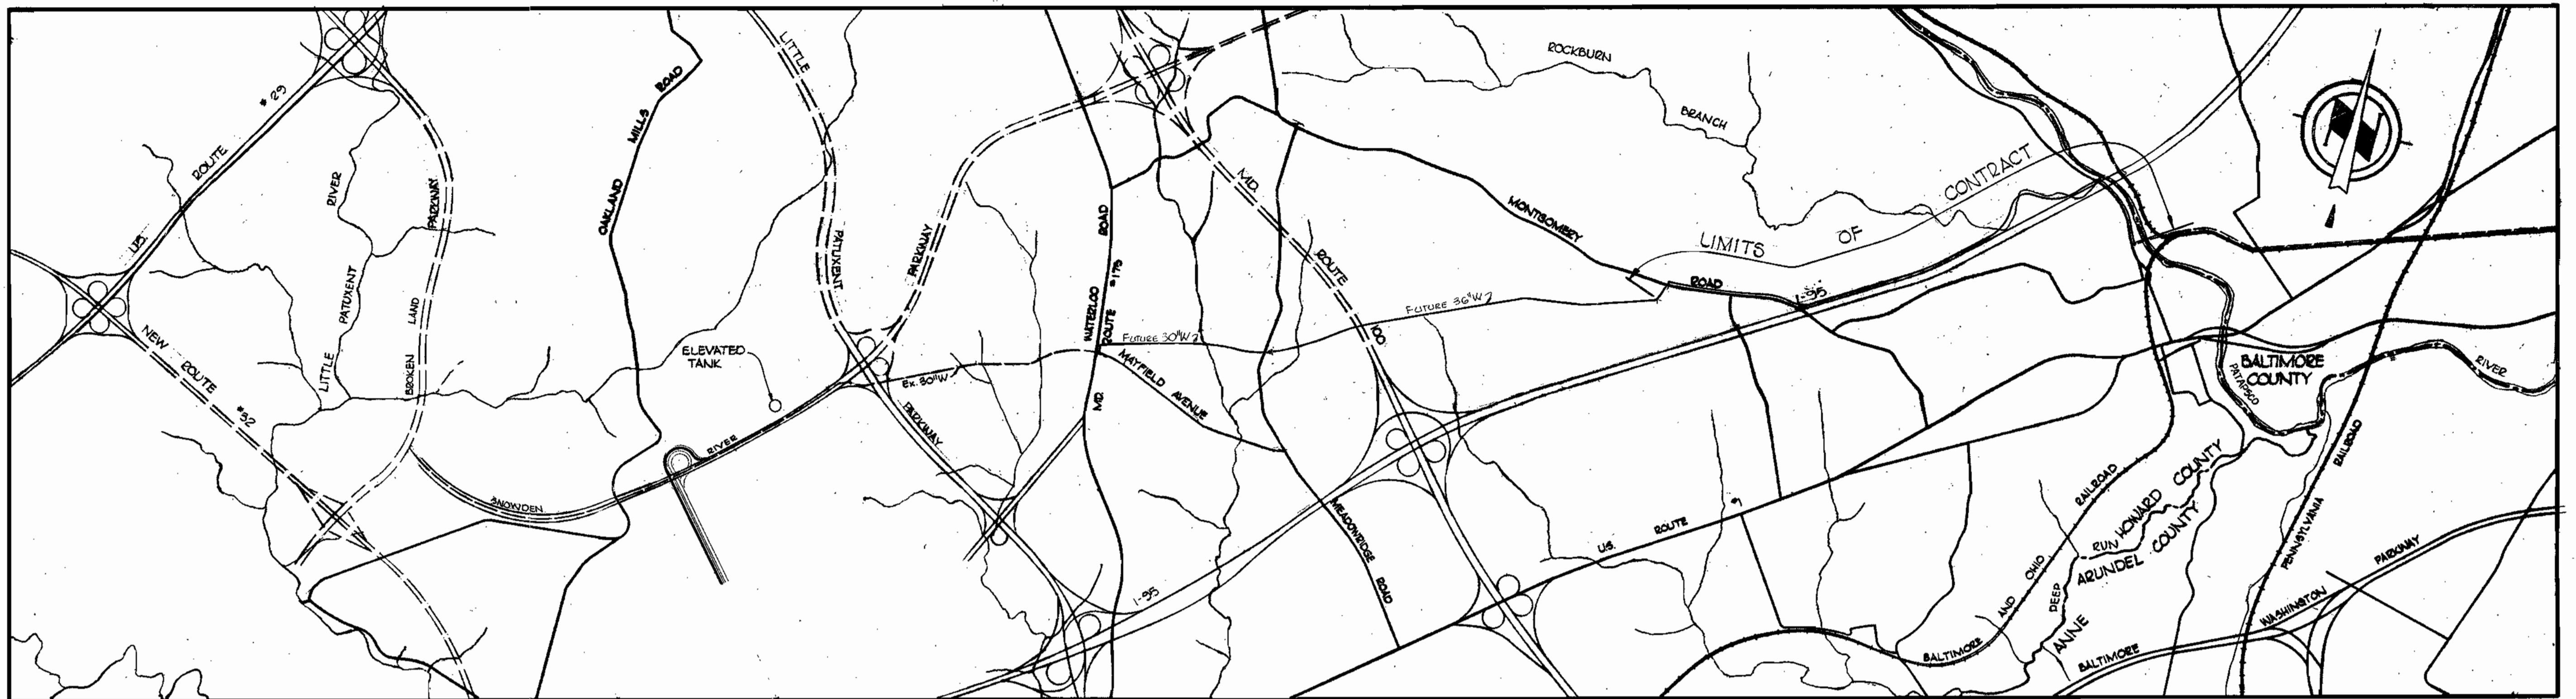 U.S. ROUTE # 29
NEW ROUTE #32
LITTLE PATUXENT RIVER
BROKEN LAND PARKWAY
OAKLAND MILLS ROAD
SNOWDEN RIVER PARKWAY
ELEVATED
TANK
LITTLE PATUXENT PARKWAY
Ex. 30"W
WATERLOO ROAD
MD. ROUTE #175
FUTURE 30"W
MAYFIELD AVENUE
MD. ROUTE 100
FUTURE 36"W
MEADOWRIDGE ROAD
I-95
ROCKBURN BRANCH
MONTGOMERY ROAD
LIMITS OF CONTRACT
I-95
U.S. ROUTE 1
BALTIMORE AND OHIO RAILROAD
DEEP RUN
HOWARD COUNTY
ANNE ARUNDEL COUNTY
BALTIMORE
COUNTY
PATAPSCO RIVER
PENNSYLVANIA RAILROAD
BALTIMORE WASHINGTON PARKWAY
N